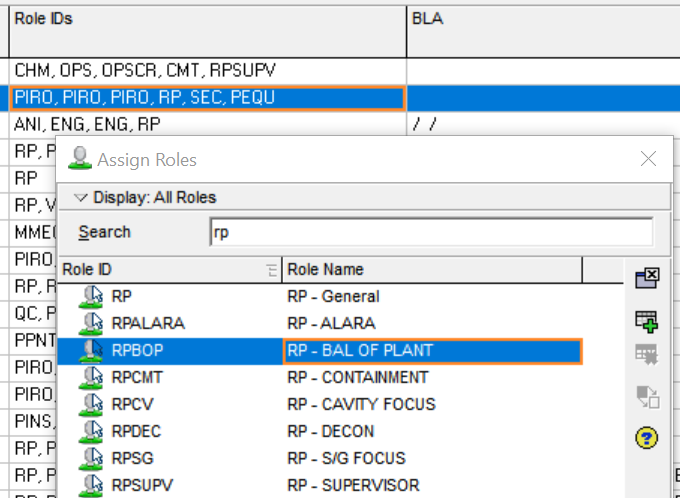 Role IDs BLA
CHM, OPS, OPSCR, CMT, RPSUPV
PIRO, PIRO, PIRO, RP, SEC, PEQU
ANI, ENG, ENG, RP / /
RP, P
RP
RP, V
MMEC
PIRO,
RP, R
QC, P
PPNT
PIRO,
PIRO,
PINS,
RP, P
RP, P
Assign Roles
Display: All Roles
Search rp
Role ID Role Name
RP RP - General
RPALARA RP - ALARA
RPBOP RP - BAL OF PLANT
RPCMT RP - CONTAINMENT
RPCV RP - CAVITY FOCUS
RPDEC RP - DECON
RPSG RP - S/G FOCUS
RPSUPV RP - SUPERVISOR